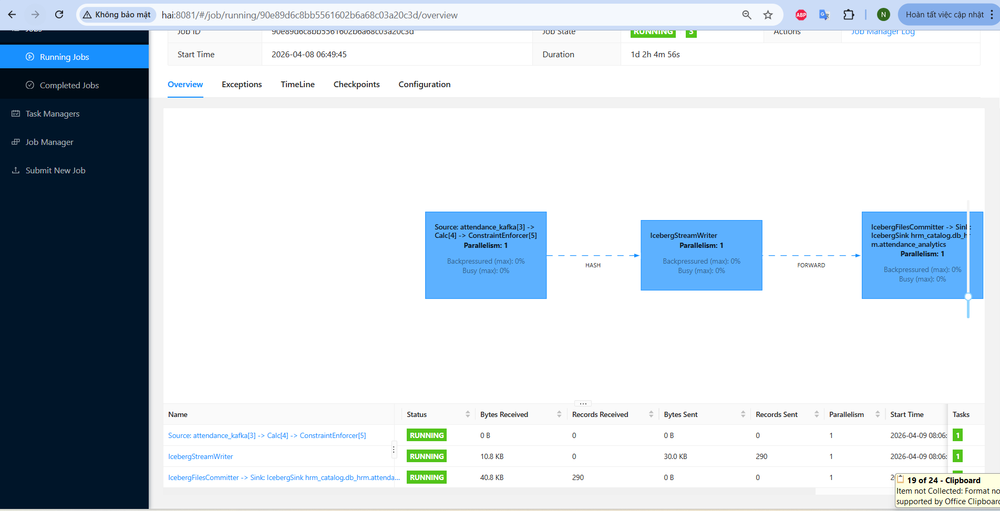 Không bảo mật hai:8081/#/job/running/90e89d6c8bb5561602b6a68c03a20c3d/overview ABP N Hoàn tất việc cập nhật
Jobs
Running Jobs
Completed Jobs
Task Managers
Job Manager
Submit New Job
Job ID 90e89d6c8bb5561602b6a68c03a20c3d Job State RUNNING 3 Actions Job Manager Log
Start Time 2026-04-08 06:49:45 Duration 1d 2h 4m 56s
Overview Exceptions TimeLine Checkpoints Configuration
Source: attendance_kafka[3] ->
Calc[4] -> ConstraintEnforcer[5]
Parallelism: 1
Backpressured (max): 0%
Busy (max): 0%
HASH
IcebergStreamWriter
Parallelism: 1
Backpressured (max): 0%
Busy (max): 0%
FORWARD
IcebergFilesCommitter -> Sink:
IcebergSink hrm_catalog.db_hr
m.attendance_analytics
Parallelism: 1
Backpressured (max): 0%
Busy (max): 0%
Name Status Bytes Received Records Received Bytes Sent Records Sent Parallelism Start Time Tasks
Source: attendance_kafka[3] -> Calc[4] -> ConstraintEnforcer[5] RUNNING 0 B 0 0 B 0 1 2026-04-09 08:06: 1
IcebergStreamWriter RUNNING 10.8 KB 0 30.0 KB 290 1 2026-04-09 08:06: 1
IcebergFilesCommitter -> Sink: IcebergSink hrm_catalog.db_hrm.attenda... RUNNING 40.8 KB 290 0 B 0 1
19 of 24 - Clipboard
Item not Collected: Format no
supported by Office Clipboar